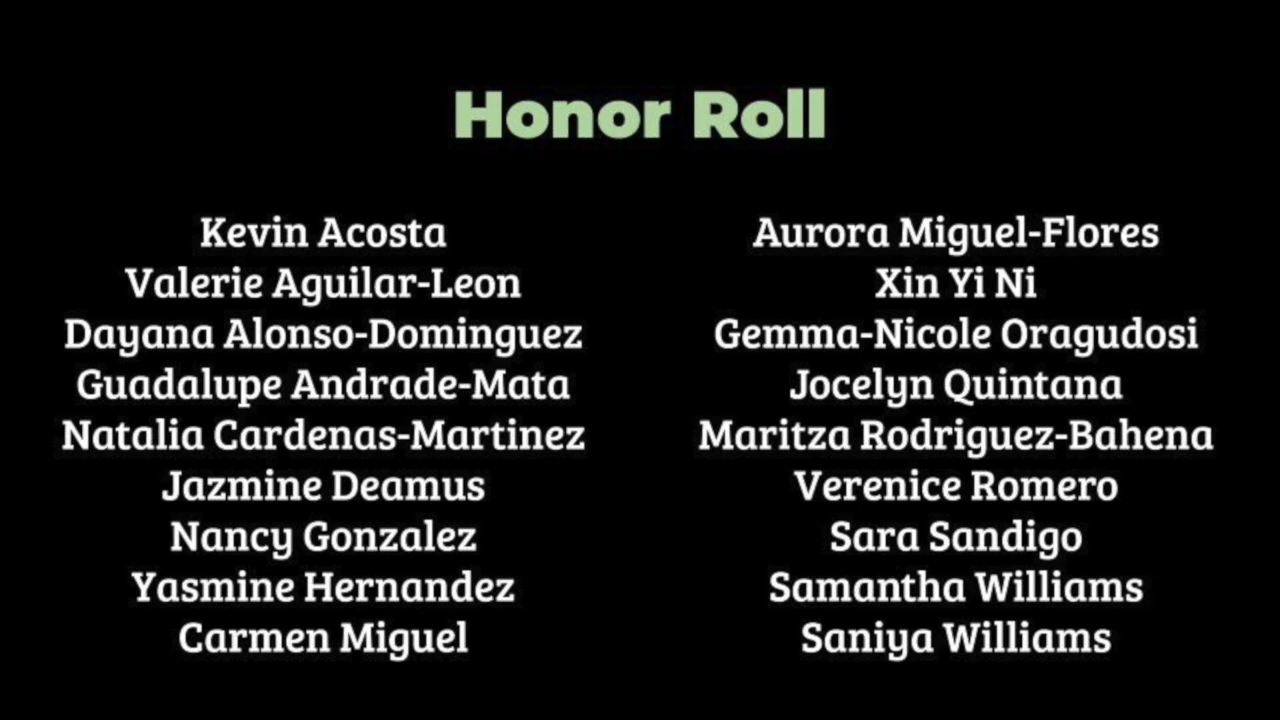 Honor Roll
Kevin Acosta
Valerie Aguilar-Leon
Dayana Alonso-Dominguez
Guadalupe Andrade-Mata
Natalia Cardenas-Martinez
Jazmine Deamus
Nancy Gonzalez
Yasmine Hernandez
Carmen Miguel
Aurora Miguel-Flores
Xin Yi Ni
Gemma-Nicole Oragudosi
Jocelyn Quintana
Maritza Rodriguez-Bahena
Verenice Romero
Sara Sandigo
Samantha Williams
Saniya Williams